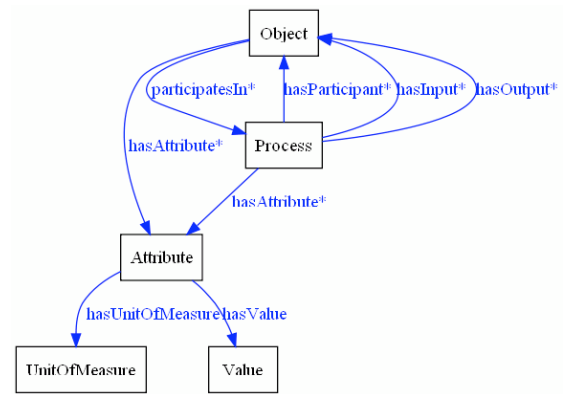 Object
participatesIn*
hasParticipant*
hasInput*
hasOutput*
hasAttribute*
Process
hasAttribute*
Attribute
hasUnitOfMeasure
hasValue
UnitOfMeasure
Value